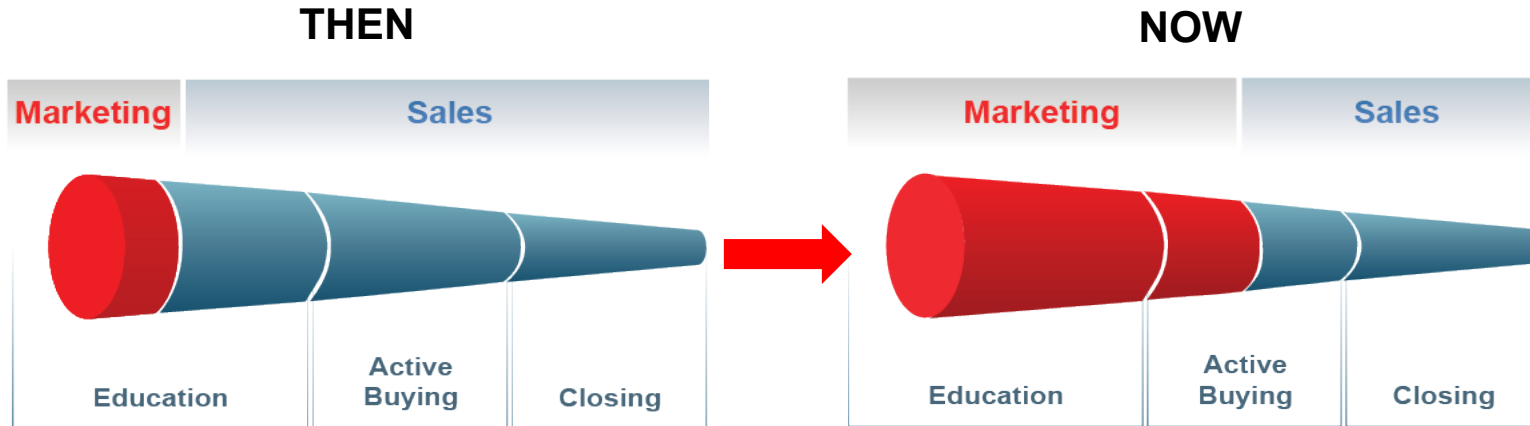 THEN
Marketing
Sales
Education
Active
Buying
Closing
NOW
Marketing
Sales
Education
Active
Buying
Closing